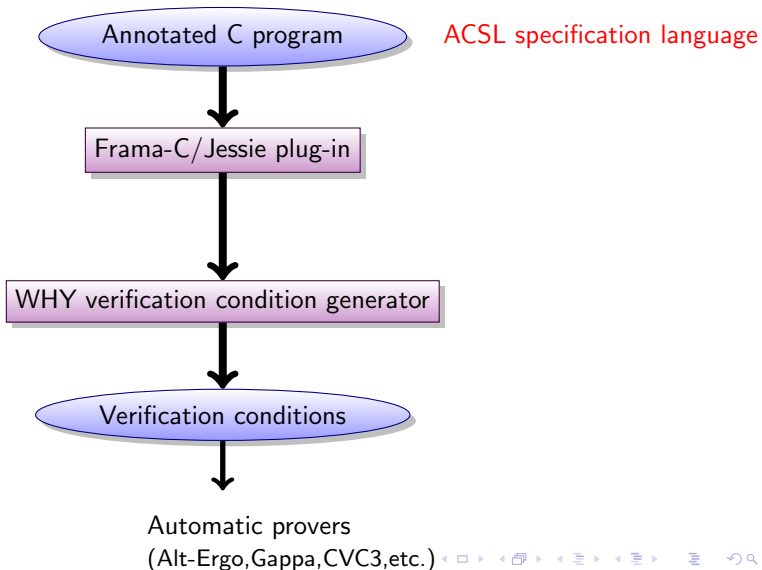 Annotated C program
ACSL specification language
Frama-C/Jessie plug-in
WHY verification condition generator
Verification conditions
Automatic provers
(Alt-Ergo,Gappa,CVC3,etc.)